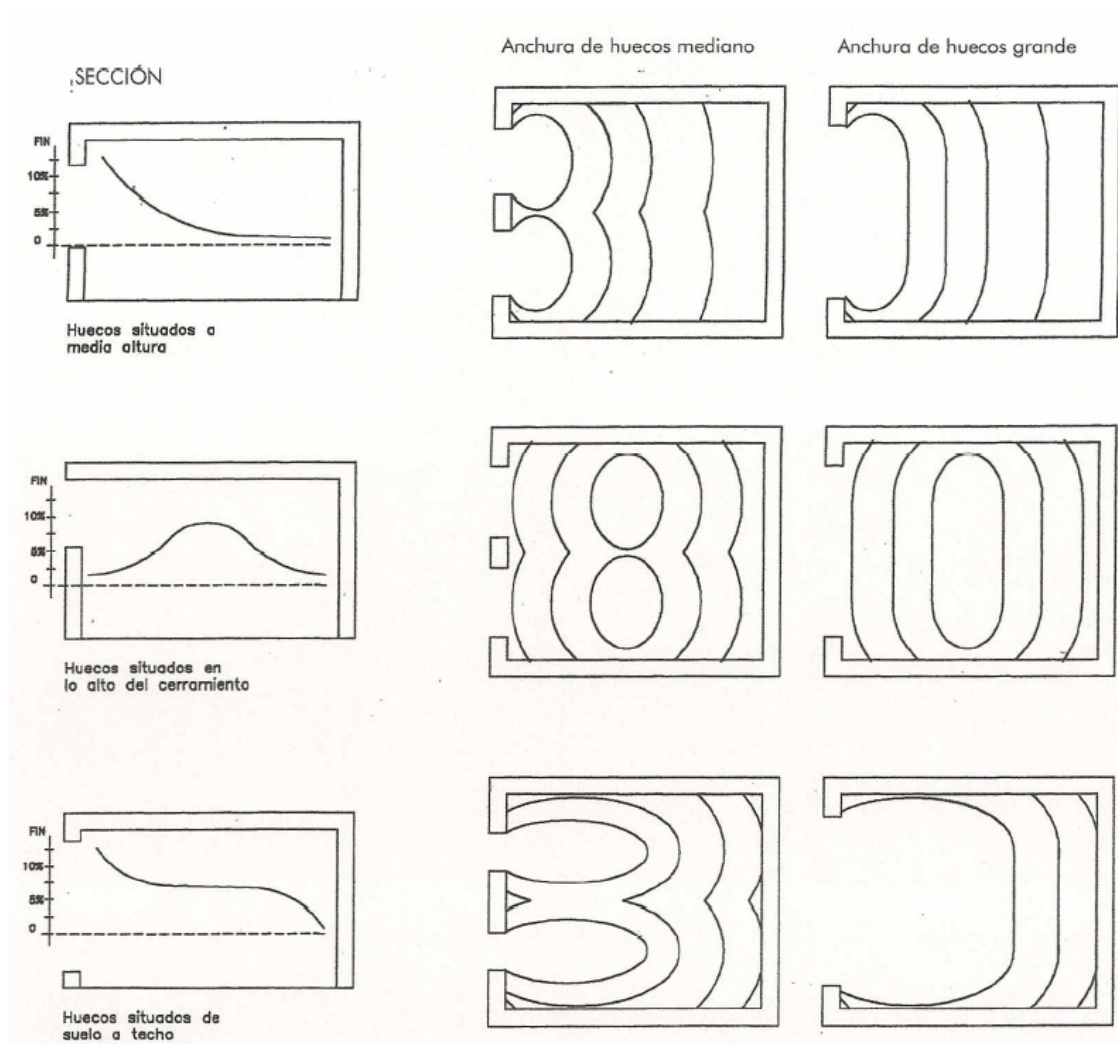 Anchura de huecos mediano
Anchura de huecos grande
SECCIÓN
FIN
10%
5%
0
Huecos situados a
media altura
FIN
10%
5%
0
Huecos situados en
lo alto del cerramiento
FIN
10%
5%
0
Huecos situados de
suelo a techo